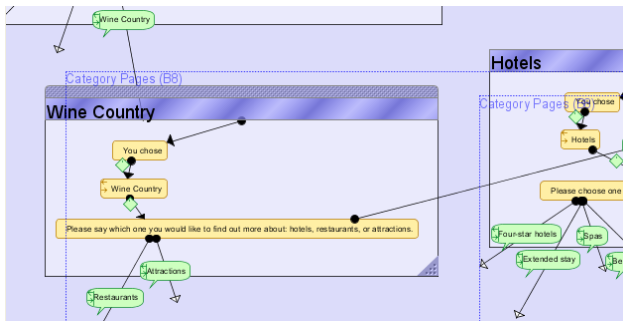 Wine Country
Category Pages (B8)
Wine Country
You chose
Wine Country
Please say which one you would like to find out more about: hotels, restaurants, or attractions.
Attractions
Restaurants
Hotels
Category Pages
You chose
Hotels
Please choose one
Four-star hotels
Spas
Extended stay